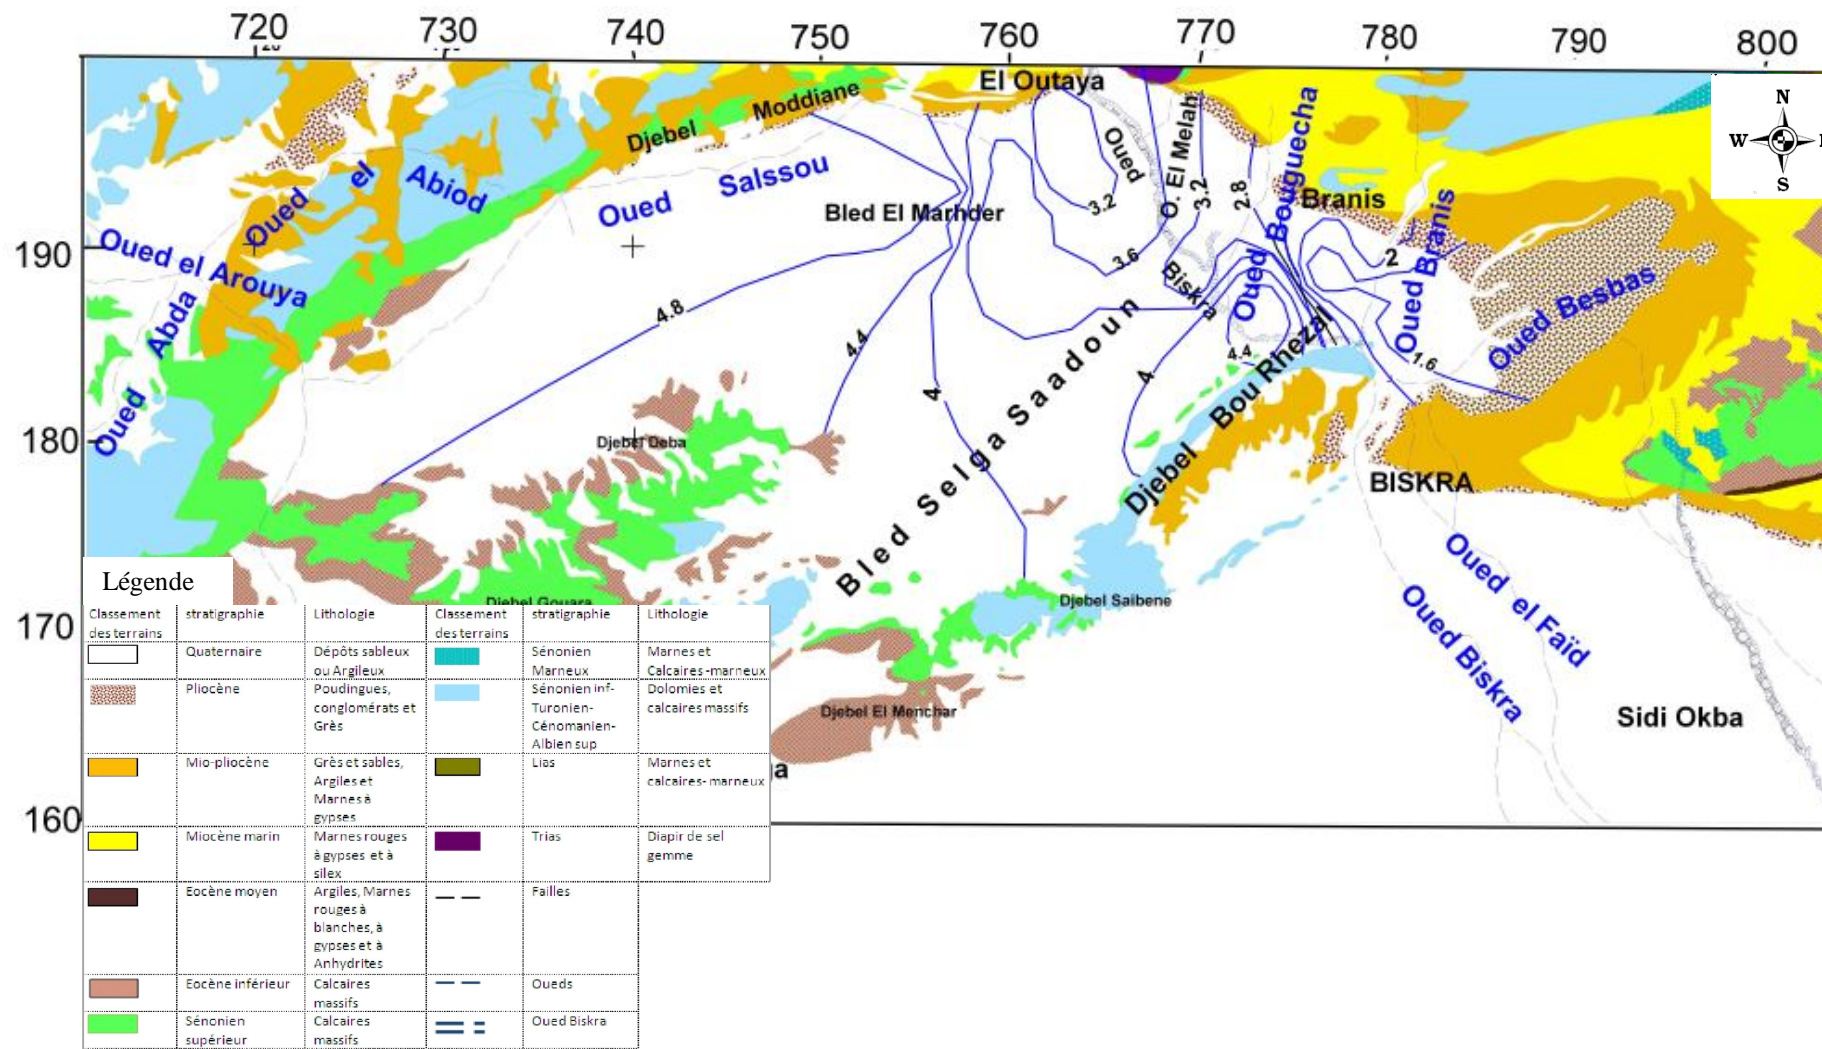 720 730 740 750 760 770 780 790 800
N
W
S
El Outaya
Djebel Moddiane
Oued el Abiod
Oued Salssou
Oued
O. El Melah
3.2
2.8
Oued Bouguecha
Branis
Bled El Marhder
3.2
190
Oued el Arouya
3.6
Biskra
2
Oued Branis
Oued Besbas
Oued Abda
4.8
4.4
4
4.4
4
1.6
Djebel Bou Rhezal
Bled Selga Saadoun
180
Djebel Deba
BISKRA
Oued el Faïd
Oued Biskra
Djebel Gouara
Djebel Saibene
170
Djebel El Menchar
Sidi Okba
160
Légende
Classement des terrains stratigraphie Lithologie Classement des terrains stratigraphie Lithologie
Quaternaire Dépôts sableux ou Argileux
Sénonien Marneux Marnes et Calcaires -marneux
Pliocène Poudingues, conglomérats et Grès
Sénonien inf- Turonien- Cénomanien- Albien sup Dolomies et calcaires massifs
Mio-pliocène Grès et sables, Argiles et Marnes à gypses
Lias Marnes et calcaires- marneux
Miocène marin Marnes rouges à gypses et à silex
Trias Diapir de sel gemme
Eocène moyen Argiles, Marnes rouges à blanches, à gypses et à Anhydrites
Failles
Eocène inférieur Calcaires massifs
Oueds
Sénonien supérieur Calcaires massifs
Oued Biskra